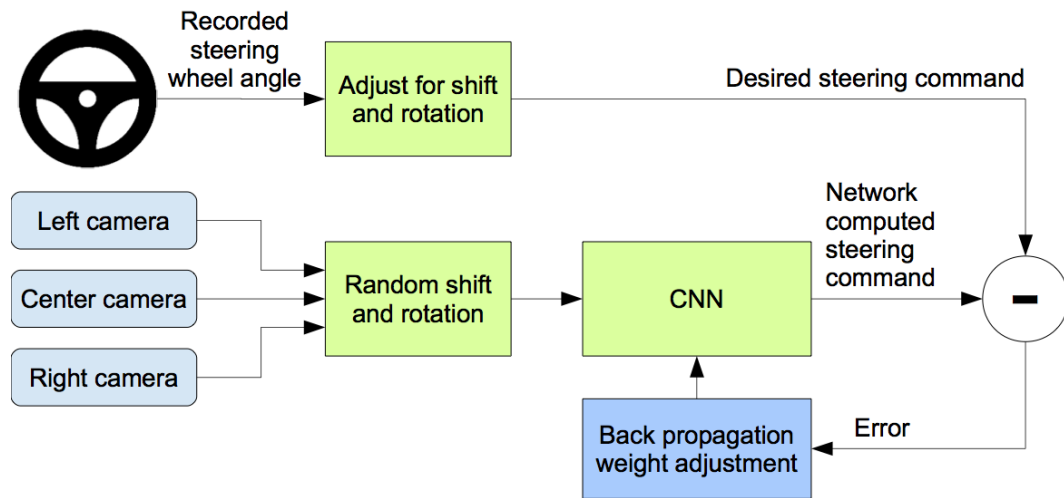 Recorded
steering
wheel angle
Adjust for shift
and rotation
Desired steering command
Left camera
Center camera
Right camera
Random shift
and rotation
CNN
Network
computed
steering
command
-
Back propagation
weight adjustment
Error